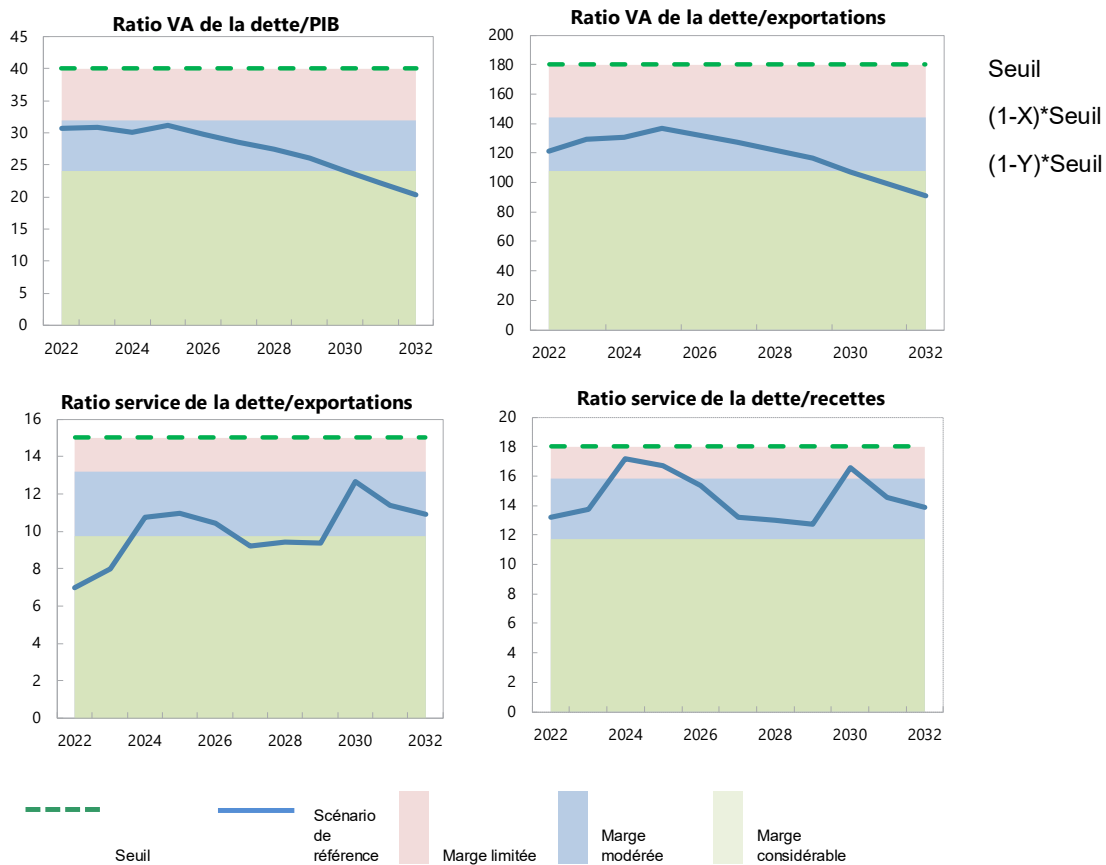 Ratio VA de la dette/PIB
45
40
35
30
25
20
15
10
5
0
2022 2024 2026 2028 2030 2032
Ratio VA de la dette/exportations
200
180
160
140
120
100
80
60
40
20
0
2022 2024 2026 2028 2030 2032
Seuil
(1-X)*Seuil
(1-Y)*Seuil
Ratio service de la dette/exportations
16
14
12
10
8
6
4
2
0
2022 2024 2026 2028 2030 2032
Ratio service de la dette/recettes
20
18
16
14
12
10
8
6
4
2
0
2022 2024 2026 2028 2030 2032
Seuil
Scénario
de
référence
Marge limitée
Marge
modérée
Marge
considérable